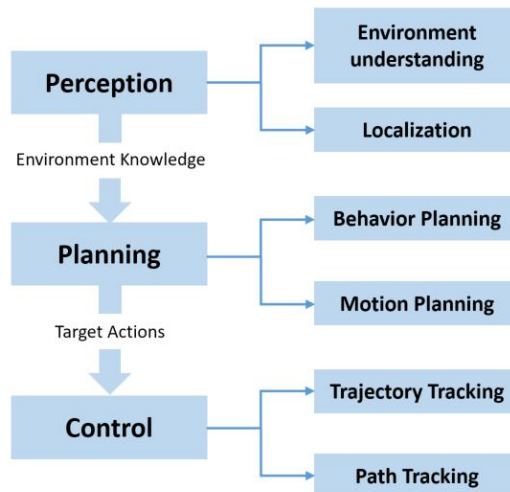 Perception
Environment
understanding
Localization
Environment Knowledge
Planning
Behavior Planning
Motion Planning
Target Actions
Control
Trajectory Tracking
Path Tracking